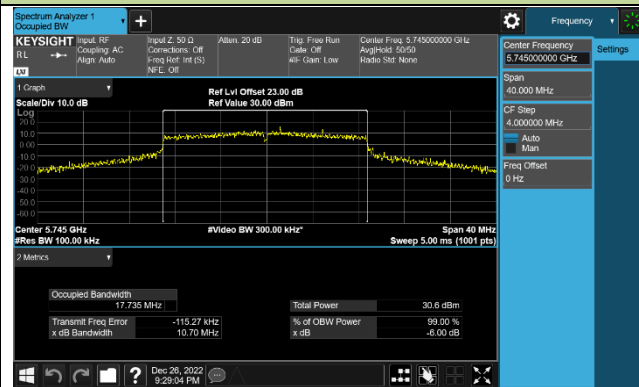 Spectrum Analyzer 1
Occupied BW
Frequency
KEYSIGHT
RL
LXI
Input: RF
Coupling: AC
Align: Auto
Input Z: 50 Ω
Corrections: Off
Freq Ref: Int (S)
NFE: Off
Atten: 20 dB
Trig: Free Run
Gate: Off
#IF Gain: Low
Center Freq: 5.745000000 GHz
Avg|Hold: 50/50
Radio Std: None
Center Frequency
5.745000000 GHz
Settings
Span
40.000 MHz
CF Step
4.000000 MHz
Auto
Man
Freq Offset
0 Hz
1 Graph
Scale/Div 10.0 dB
Ref Lvl Offset 23.00 dB
Ref Value 30.00 dBm
Log
20.0
10.0
0.00
-10.0
-20.0
-30.0
-40.0
-50.0
-60.0
Center 5.745 GHz
#Video BW 300.00 kHz*
Span 40 MHz
#Res BW 100.00 kHz
Sweep 5.00 ms (1001 pts)
2 Metrics
Occupied Bandwidth
17.735 MHz
Total Power 30.6 dBm
Transmit Freq Error -115.27 kHz
% of OBW Power 99.00 %
x dB Bandwidth 10.70 MHz
x dB -6.00 dB
?
Dec 26, 2022
9:29:04 PM